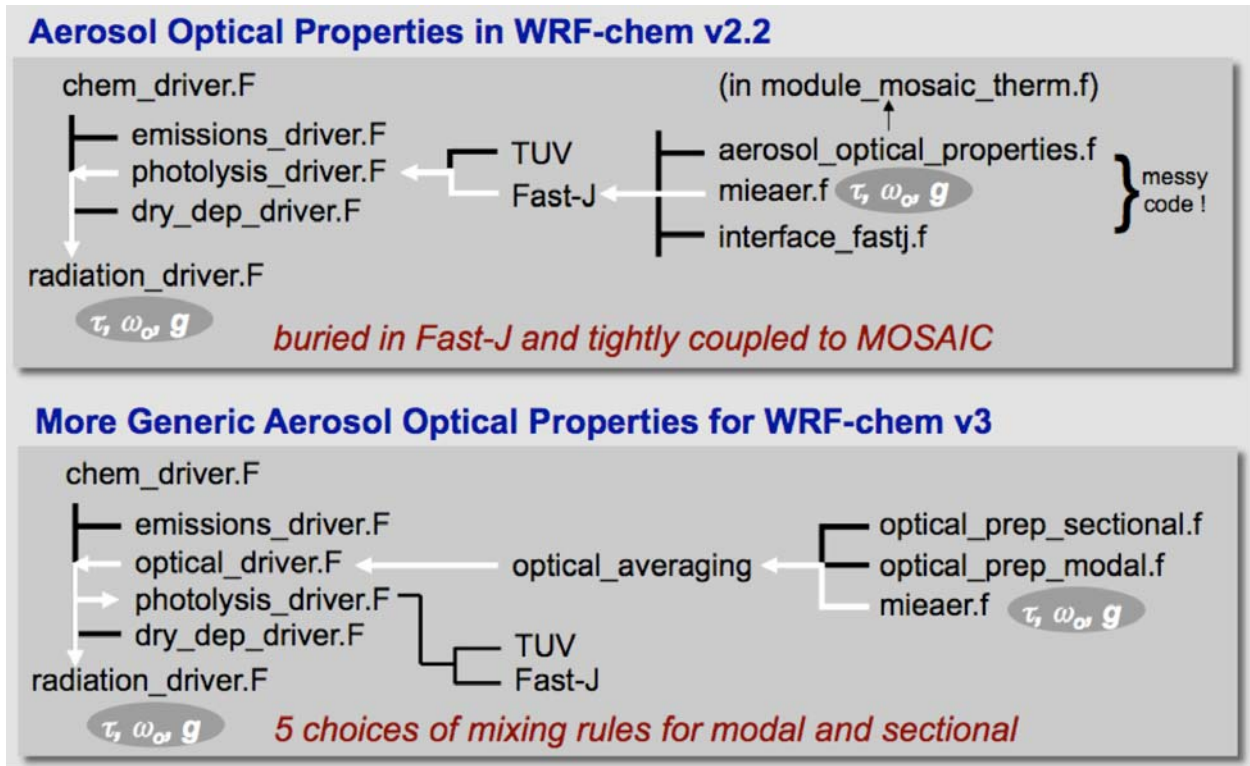 Aerosol Optical Properties in WRF-chem v2.2
chem_driver.F
emissions_driver.F
photolysis_driver.F
dry_dep_driver.F
radiation_driver.F
τ, ωo, g
TUV
Fast-J
(in module_mosaic_therm.f)
aerosol_optical_properties.f
mieaer.f τ, ωo, g
interface_fastj.f
} messy
code !
buried in Fast-J and tightly coupled to MOSAIC
More Generic Aerosol Optical Properties for WRF-chem v3
chem_driver.F
emissions_driver.F
optical_driver.F
photolysis_driver.F
dry_dep_driver.F
radiation_driver.F
τ, ωo, g
TUV
Fast-J
optical_averaging
optical_prep_sectional.f
optical_prep_modal.f
mieaer.f τ, ωo, g
5 choices of mixing rules for modal and sectional